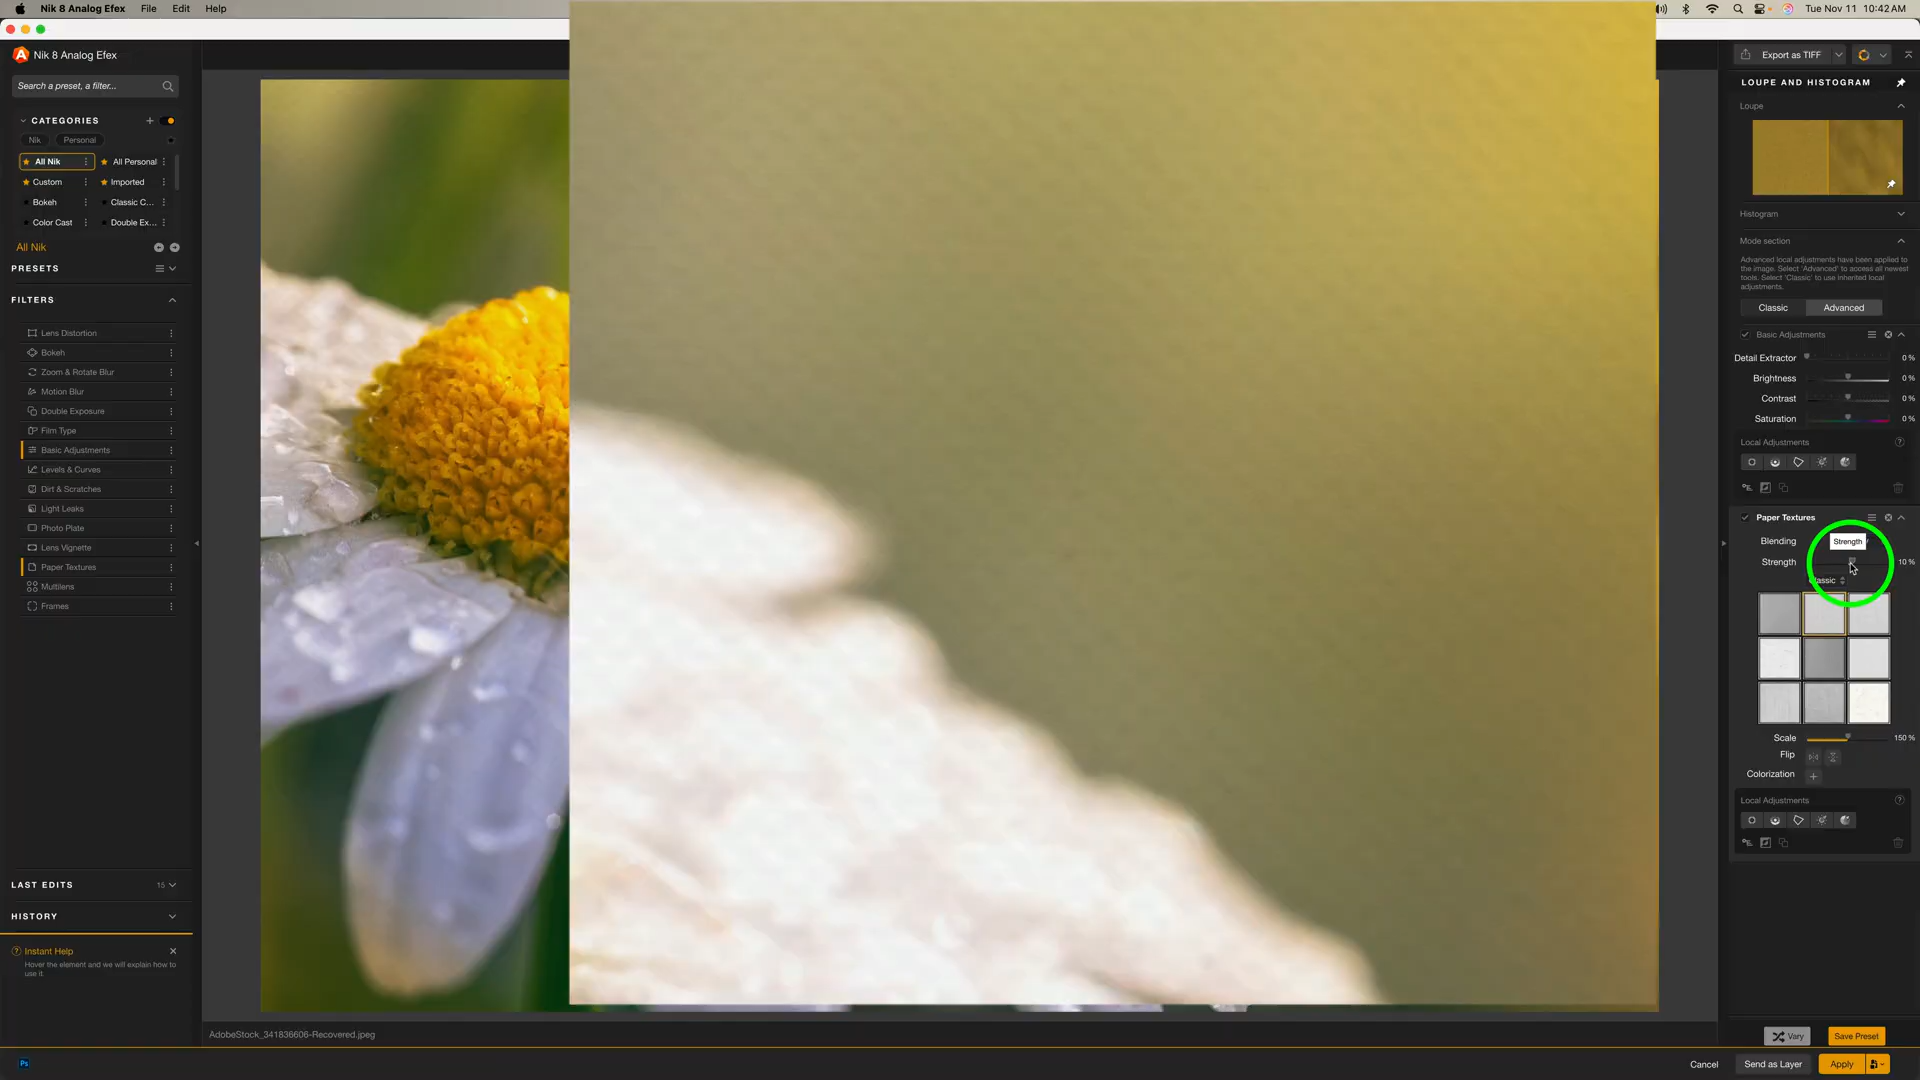 Nik 8 Analog Efex File Edit Help
Tue Nov 11 10:42 AM
Nik 8 Analog Efex
Search a preset, a filter...
CATEGORIES
Nik Personal
All Nik All Personal
Custom Imported
Bokeh Classic C...
Color Cast Double Ex...
All Nik
PRESETS
FILTERS
Lens Distortion
Bokeh
Zoom & Rotate Blur
Motion Blur
Double Exposure
Film Type
Basic Adjustments
Levels & Curves
Dirt & Scratches
Light Leaks
Photo Plate
Lens Vignette
Paper Textures
Multilens
Frames
LAST EDITS 15
HISTORY
Instant Help
Hover the element and we will explain how to
use it.
AdobeStock_341836606-Recovered.jpeg
Ps
Export as TIFF
LOUPE AND HISTOGRAM
Loupe
Histogram
Mode section
Advanced local adjustments have been applied to
the image. Select 'Advanced' to access all newest
tools. Select 'Classic' to use inherited local
adjustments.
Classic Advanced
Basic Adjustments
Detail Extractor 0 %
Brightness 0 %
Contrast 0 %
Saturation 0 %
Local Adjustments
Paper Textures
Blending
Strength
Strength 10 %
Classic
Scale 150 %
Flip
Colorization
Local Adjustments
Vary Save Preset
Cancel Send as Layer Apply